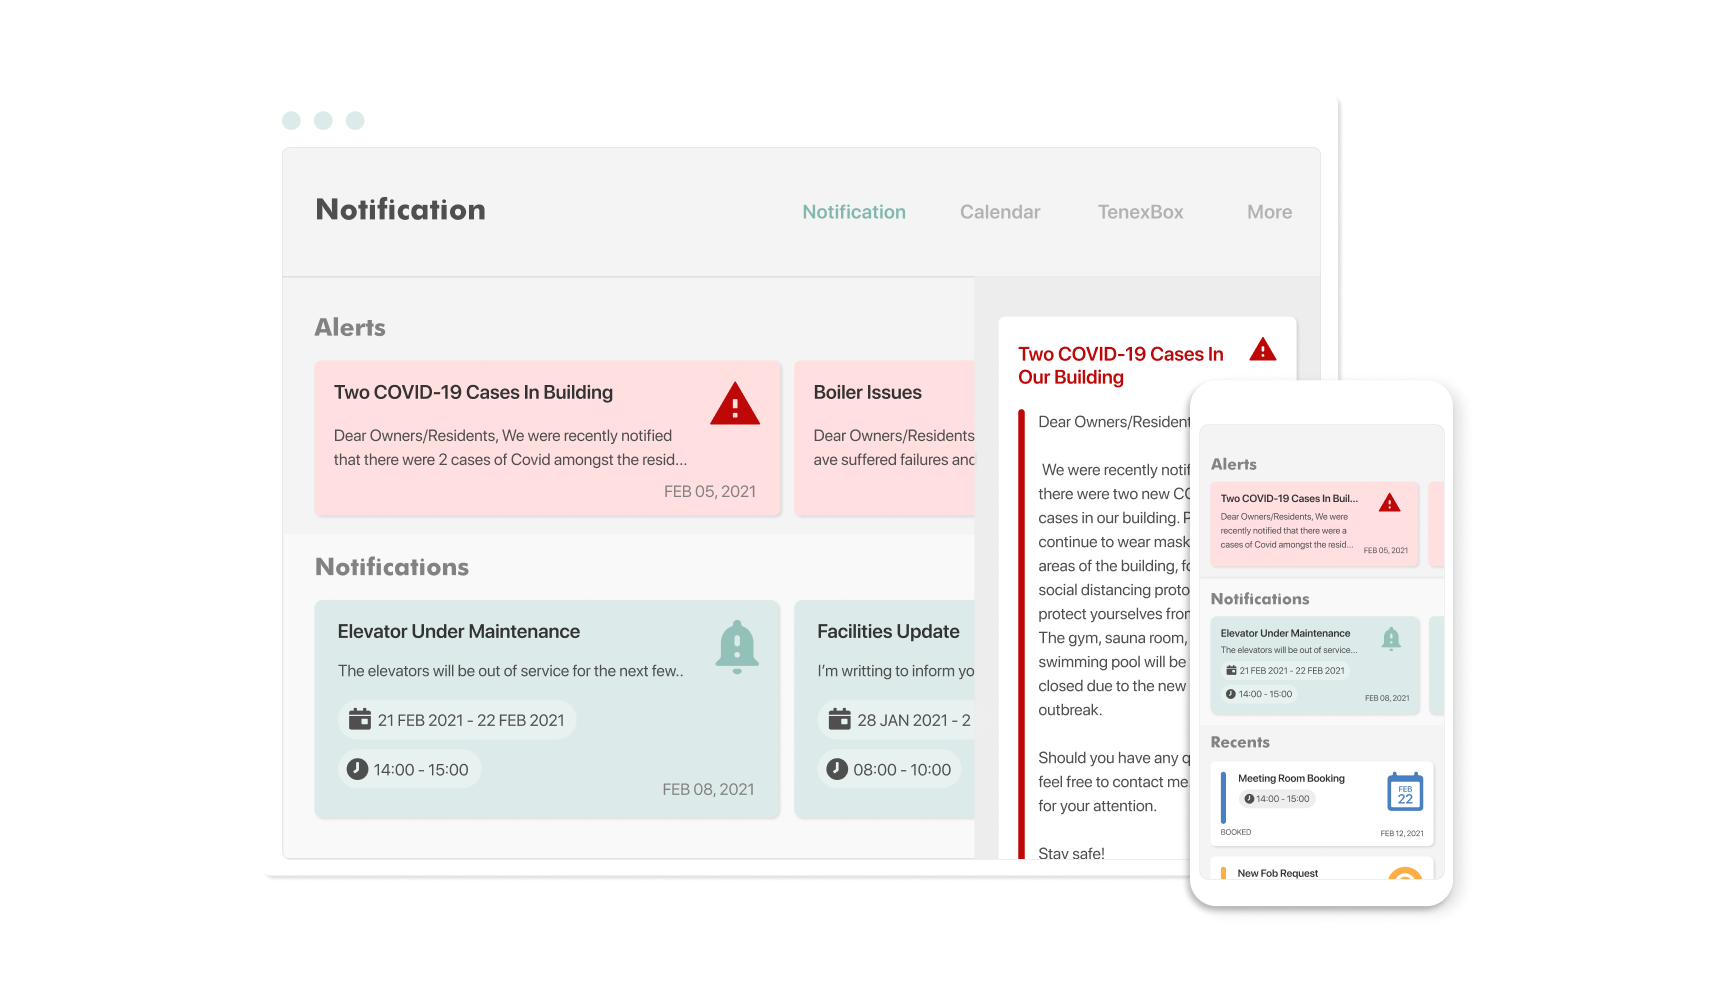 Notification
Notification
Calendar
TenexBox
More
Alerts
Two COVID-19 Cases In Building
Dear Owners/Residents, We were recently notified
that there were 2 cases of Covid amongst the resid...
FEB 05, 2021
Boiler Issues
Dear Owners/Residents
ave suffered failures and
Notifications
Elevator Under Maintenance
The elevators will be out of service for the next few..
21 FEB 2021 - 22 FEB 2021
14:00 - 15:00
FEB 08, 2021
Facilities Update
I'm writting to inform yo
28 JAN 2021 - 2
08:00 - 10:00
Two COVID-19 Cases In
Our Building
Dear Owners/Resident
We were recently notif
there were two new CO
cases in our building. P
continue to wear mask
areas of the building, fo
social distancing proto
protect yourselves from
The gym, sauna room,
swimming pool will be
closed due to the new
outbreak.
Should you have any q
feel free to contact me
for your attention.
Stay safe!
Alerts
Two COVID-19 Cases In Buil...
Dear Owners/Residents, We were
recently notified that there were a
cases of Covid amongst the resid...
FEB 05, 2021
Notifications
Elevator Under Maintenance
The elevators will be out of service...
21 FEB 2021 - 22 FEB 2021
14:00 - 15:00
FEB 08, 2021
Recents
Meeting Room Booking
14:00 - 15:00
FEB
22
BOOKED
FEB 12, 2021
New Fob Request